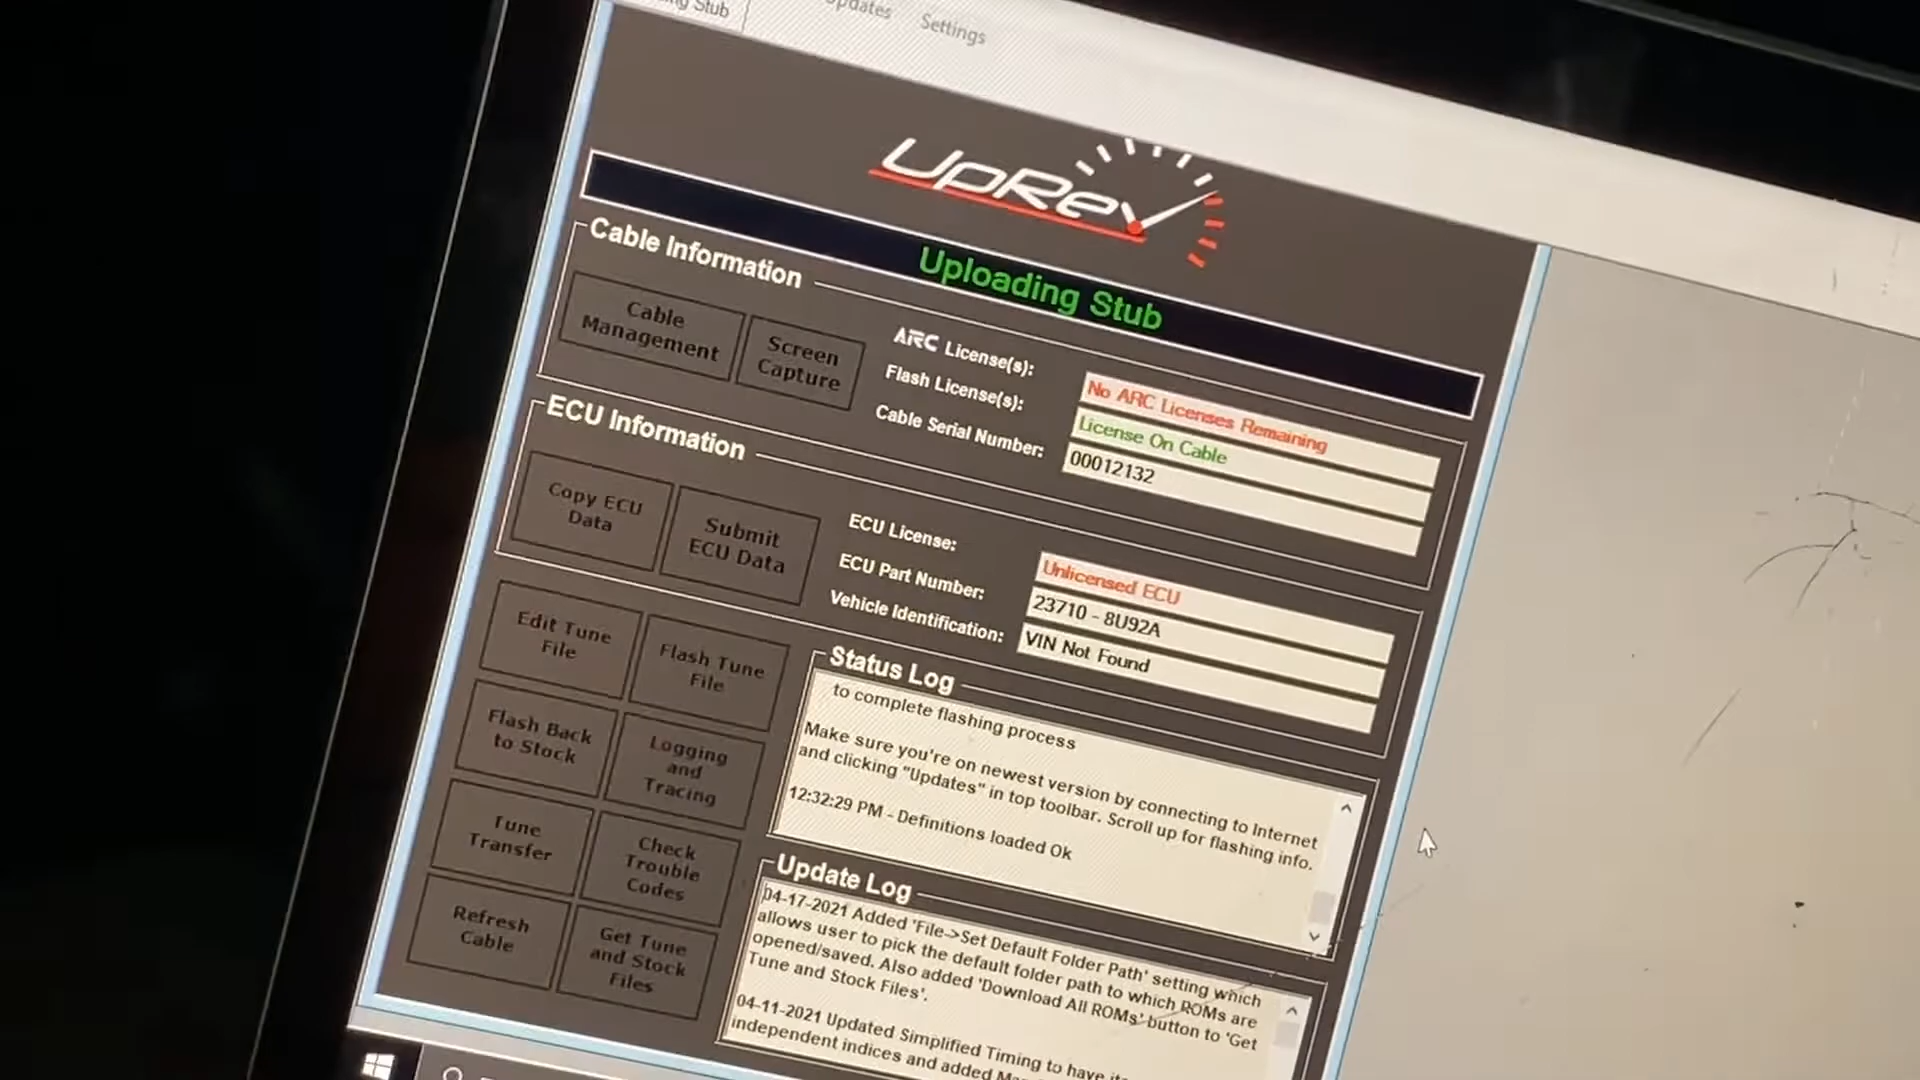 ng Stub
Updates
Settings
UpRev
Uploading Stub
Cable Information
Cable
Management
Screen
Capture
ARC License(s):
No ARC Licenses Remaining
Flash License(s):
License On Cable
Cable Serial Number:
00012132
ECU Information
Copy ECU
Data
Submit
ECU Data
ECU License:
Unlicensed ECU
ECU Part Number:
23710 - 8U92A
Vehicle Identification:
VIN Not Found
Edit Tune
File
Flash Tune
File
Flash Back
to Stock
Logging
and
Tracing
Tune
Transfer
Check
Trouble
Codes
Refresh
Cable
Get Tune
and Stock
Files
Status Log
to complete flashing process
Make sure you're on newest version by connecting to Internet
and clicking "Updates" in top toolbar. Scroll up for flashing info.
12:32:29 PM - Definitions loaded Ok
Update Log
04-17-2021 Added 'File->Set Default Folder Path' setting which
allows user to pick the default folder path to which ROMs are
opened/saved. Also added 'Download All ROMs' button to 'Get
Tune and Stock Files'.
04-11-2021 Updated Simplified Timing to have its
independent indices and added